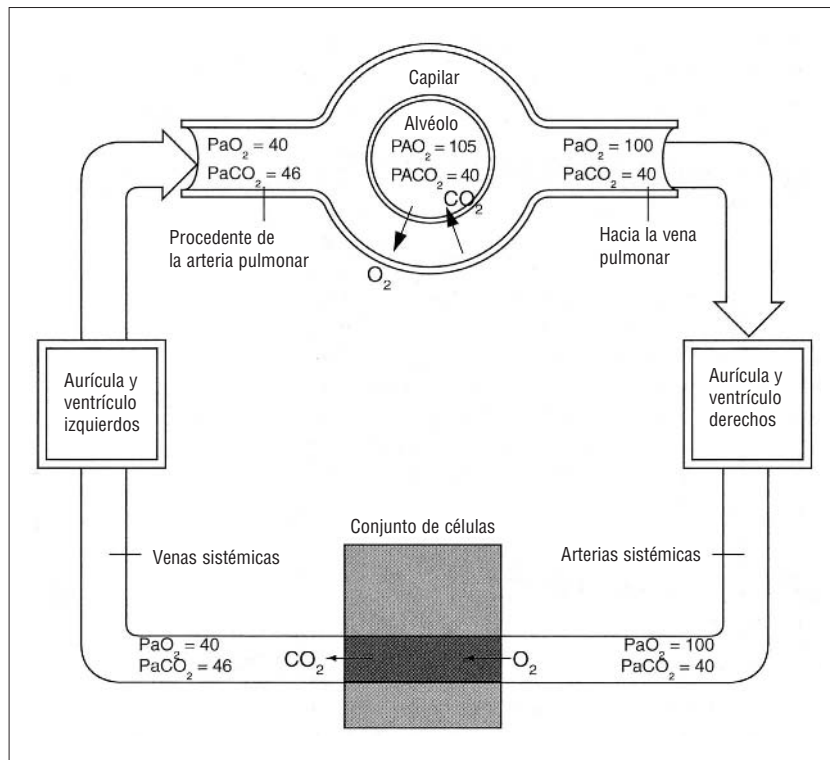 Capilar
Alvéolo
PAO₂ = 105
PACO₂ = 40
CO₂
O₂
PaO₂ = 40
PaCO₂ = 46
Procedente de
la arteria pulmonar
PaO₂ = 100
PaCO₂ = 40
Hacia la vena
pulmonar
Aurícula y
ventrículo
izquierdos
Aurícula y
ventrículo
derechos
Conjunto de células
Venas sistémicas
Arterias sistémicas
PaO₂ = 40
PaCO₂ = 46
CO₂
O₂
PaO₂ = 100
PaCO₂ = 40